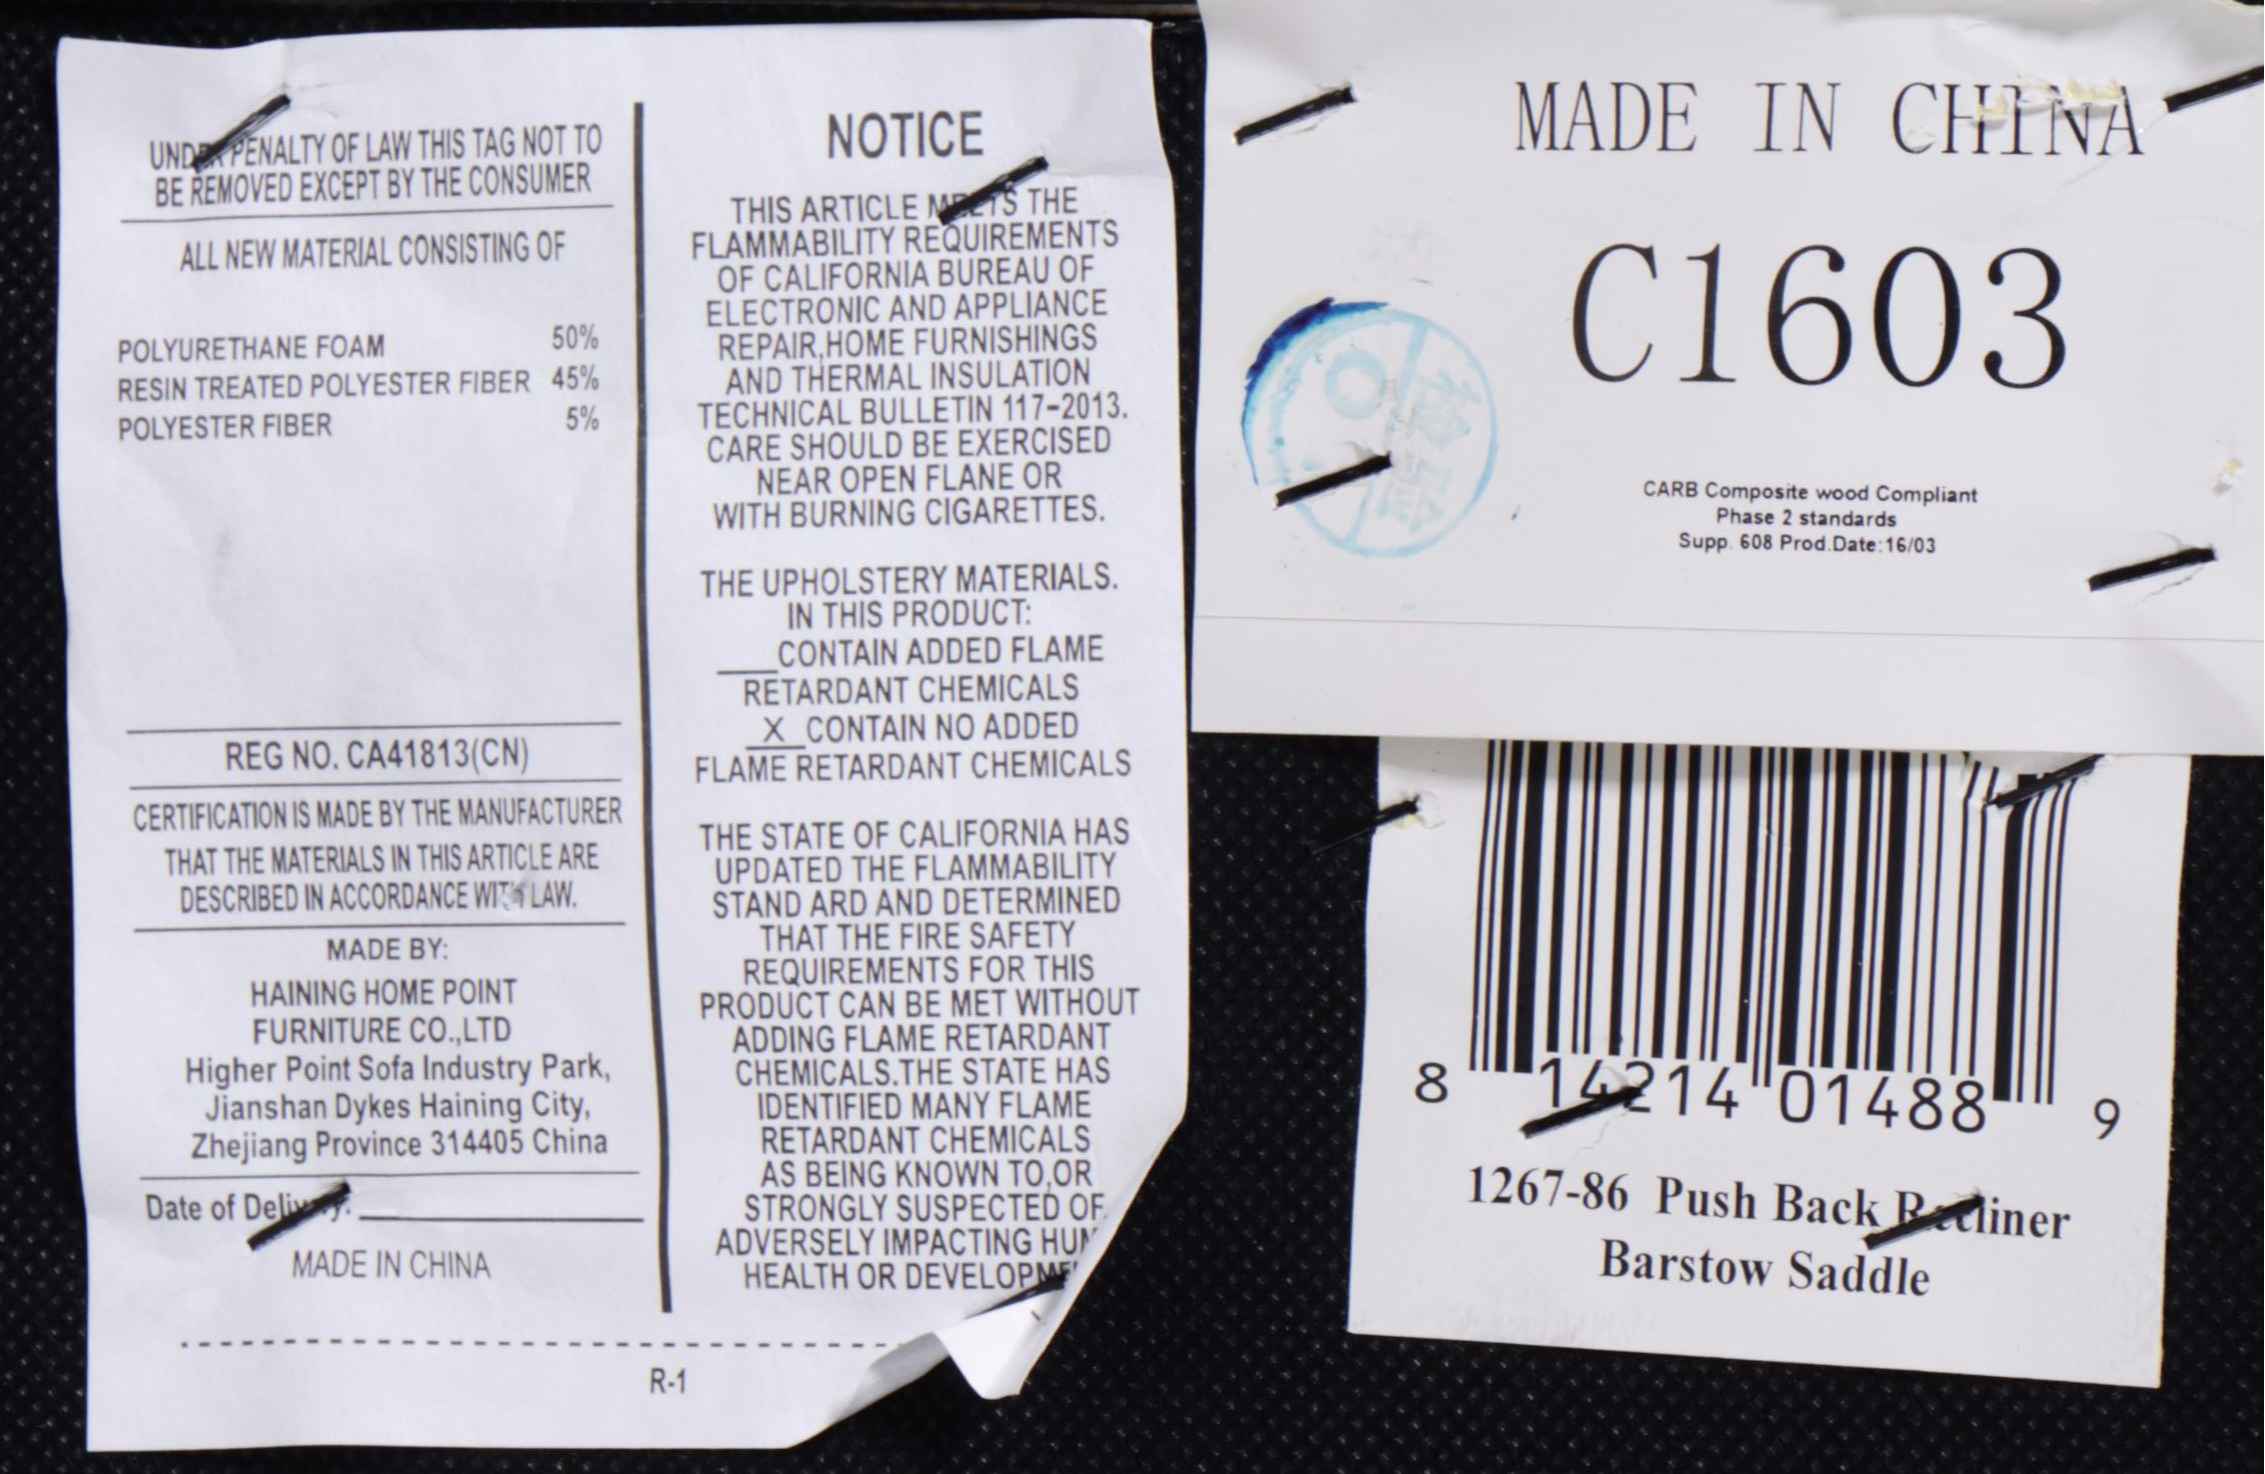 UNDER PENALTY OF LAW THIS TAG NOT TO
BE REMOVED EXCEPT BY THE CONSUMER
ALL NEW MATERIAL CONSISTING OF
POLYURETHANE FOAM 50%
RESIN TREATED POLYESTER FIBER 45%
POLYESTER FIBER 5%
REG NO. CA41813(CN)
CERTIFICATION IS MADE BY THE MANUFACTURER
THAT THE MATERIALS IN THIS ARTICLE ARE
DESCRIBED IN ACCORDANCE WITH LAW.
MADE BY:
HAINING HOME POINT
FURNITURE CO.,LTD
Higher Point Sofa Industry Park,
Jianshan Dykes Haining City,
Zhejiang Province 314405 China
Date of Delivery:
MADE IN CHINA
NOTICE
THIS ARTICLE MEETS THE
FLAMMABILITY REQUIREMENTS
OF CALIFORNIA BUREAU OF
ELECTRONIC AND APPLIANCE
REPAIR,HOME FURNISHINGS
AND THERMAL INSULATION
TECHNICAL BULLETIN 117-2013.
CARE SHOULD BE EXERCISED
NEAR OPEN FLANE OR
WITH BURNING CIGARETTES.
THE UPHOLSTERY MATERIALS.
IN THIS PRODUCT:
___CONTAIN ADDED FLAME
RETARDANT CHEMICALS
X CONTAIN NO ADDED
FLAME RETARDANT CHEMICALS
THE STATE OF CALIFORNIA HAS
UPDATED THE FLAMMABILITY
STAND ARD AND DETERMINED
THAT THE FIRE SAFETY
REQUIREMENTS FOR THIS
PRODUCT CAN BE MET WITHOUT
ADDING FLAME RETARDANT
CHEMICALS.THE STATE HAS
IDENTIFIED MANY FLAME
RETARDANT CHEMICALS
AS BEING KNOWN TO,OR
STRONGLY SUSPECTED OF
ADVERSELY IMPACTING HUM
HEALTH OR DEVELOPME
R-1
MADE IN CHINA
C1603
CARB Composite wood Compliant
Phase 2 standards
Supp. 608 Prod.Date:16/03
8 14214 01488 9
1267-86 Push Back Recliner
Barstow Saddle